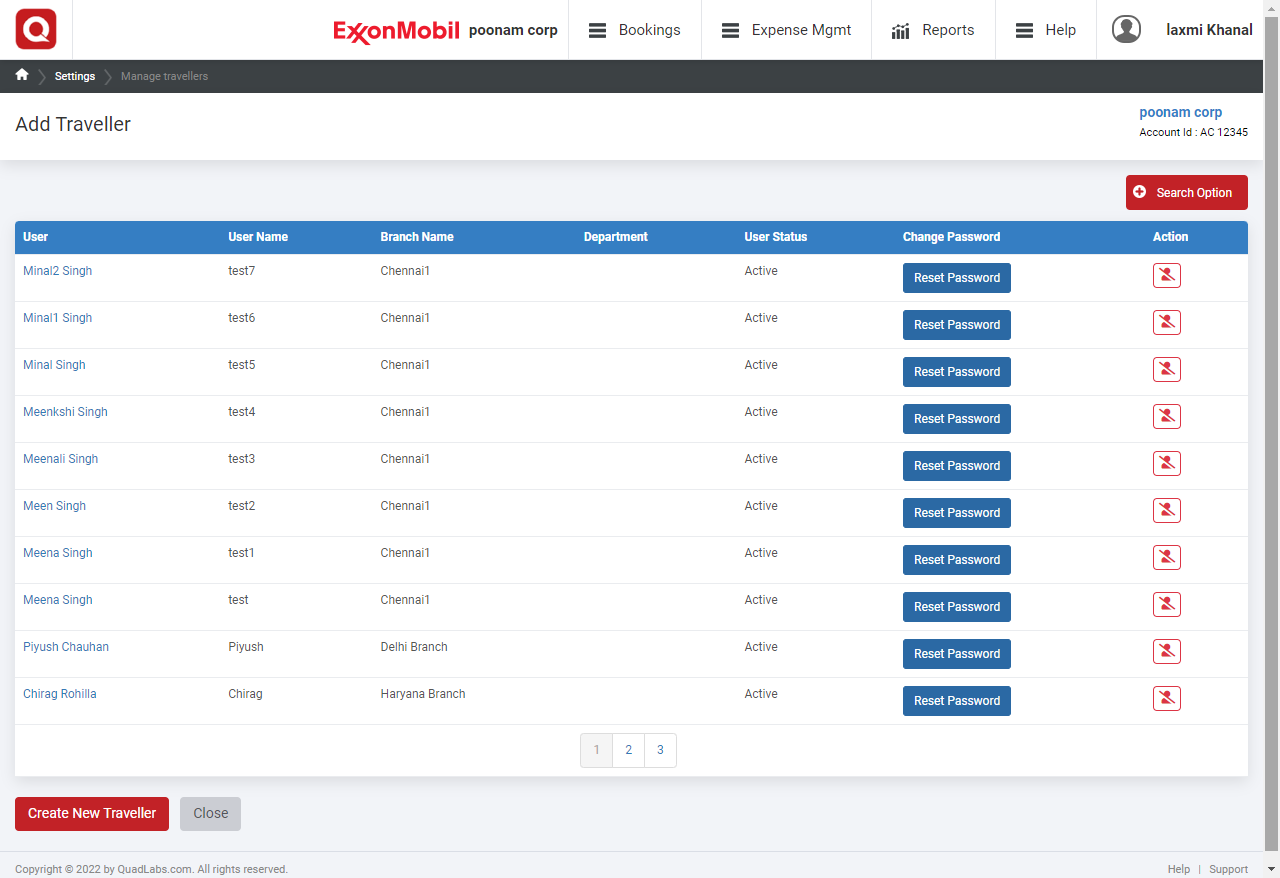 Q ExxonMobil poonam corp Bookings Expense Mgmt Reports Help laxmi Khanal
Settings Manage travellers
Add Traveller
poonam corp
Account Id : AC 12345
Search Option
User User Name Branch Name Department User Status Change Password Action
Minal2 Singh test7 Chennai1 Active Reset Password
Minal1 Singh test6 Chennai1 Active Reset Password
Minal Singh test5 Chennai1 Active Reset Password
Meenkshi Singh test4 Chennai1 Active Reset Password
Meenali Singh test3 Chennai1 Active Reset Password
Meen Singh test2 Chennai1 Active Reset Password
Meena Singh test1 Chennai1 Active Reset Password
Meena Singh test Chennai1 Active Reset Password
Piyush Chauhan Piyush Delhi Branch Active Reset Password
Chirag Rohilla Chirag Haryana Branch Active Reset Password
1 2 3
Create New Traveller Close
Copyright © 2022 by QuadLabs.com. All rights reserved. Help | Support